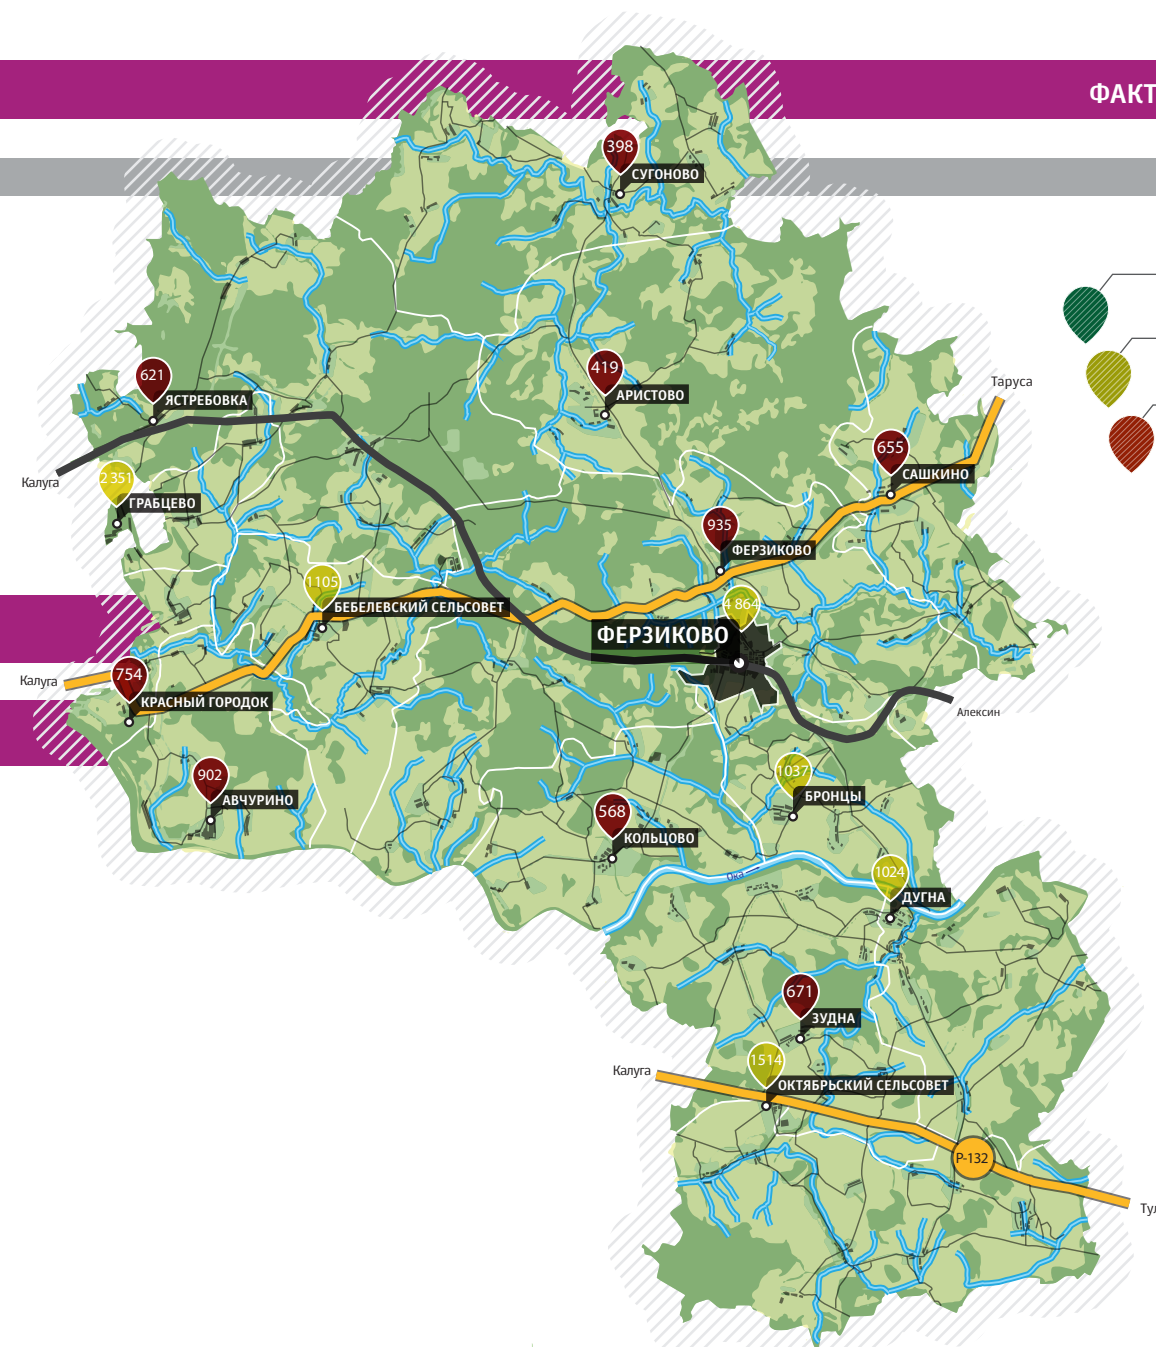 ФАКТ
398
СУГОНОВО
Таруса
621
ЯСТРЕБОВКА
419
АРИСТОВО
655
САШКИНО
Калуга
2 351
ГРАБЦЕВО
935
ФЕРЗИКОВО
1105
БЕБЕЛЕВСКИЙ СЕЛЬСОВЕТ
4 864
ФЕРЗИКОВО
Калуга
754
КРАСНЫЙ ГОРОДОК
Алексин
902
АВЧУРИНО
1037
БРОНЦЫ
568
КОЛЬЦОВО
Ока
1024
ДУГНА
671
ЗУДНА
Калуга
1514
ОКТЯБРЬСКИЙ СЕЛЬСОВЕТ
Р-132
Тул